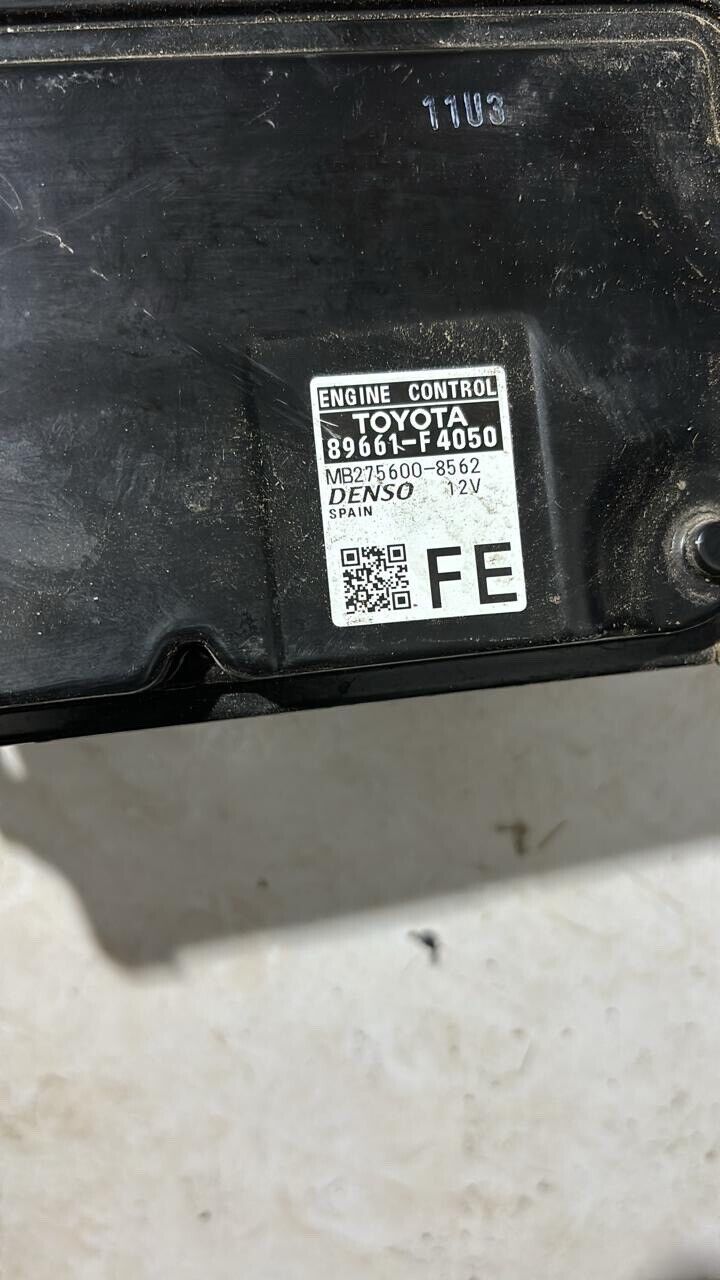 11U3
ENGINE CONTROL
TOYOTA
89661-F4050
MB275600-8562
DENSO 12V
SPAIN
FE